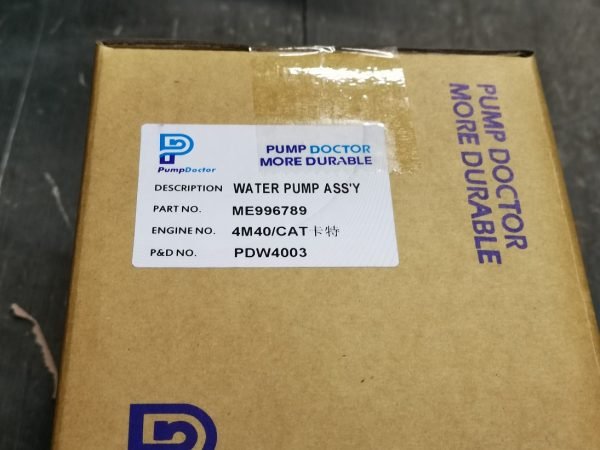 PumpDoctor
PUMP DOCTOR
MORE DURABLE
DESCRIPTION WATER PUMP ASS'Y
PART NO. ME996789
ENGINE NO. 4M40/CAT卡特
P&D NO. PDW4003
PUMP DOCTOR
MORE DURABLE